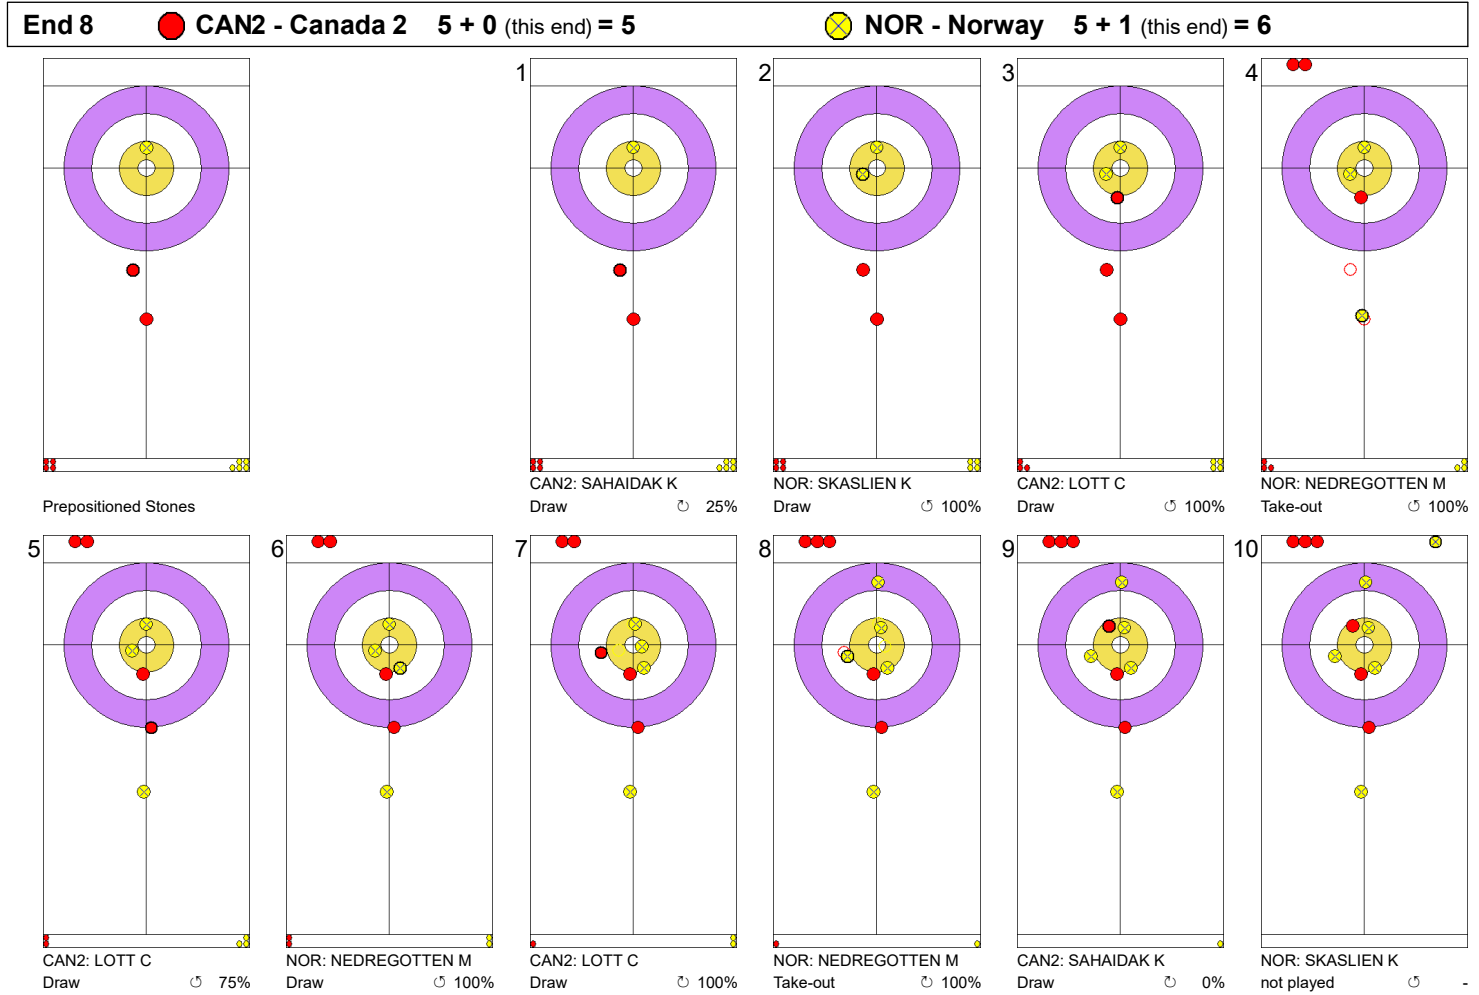 End 8 CAN2 - Canada 2 5 + 0 (this end) = 5 NOR - Norway 5 + 1 (this end) = 6
1 2 3 4
CAN2: SAHAIDAK K NOR: SKASLIEN K CAN2: LOTT C NOR: NEDREGOTTEN M
Prepositioned Stones Draw ↻ 25% Draw ↺ 100% Draw ↻ 100% Take-out ↺ 100%
5 6 7 8 9 10
CAN2: LOTT C NOR: NEDREGOTTEN M CAN2: LOTT C NOR: NEDREGOTTEN M CAN2: SAHAIDAK K NOR: SKASLIEN K
Draw ↺ 75% Draw ↺ 100% Draw ↻ 100% Take-out ↺ 100% Draw ↻ 0% not played ↺ -